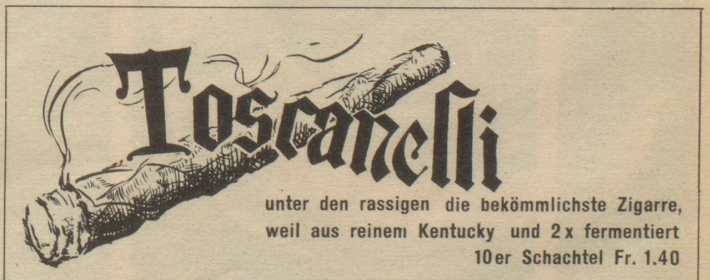 Toscanelli
unter den rassigen die bekömmlichste Zigarre,
weil aus reinem Kentucky und 2x fermentiert
10er Schachtel Fr. 1.40